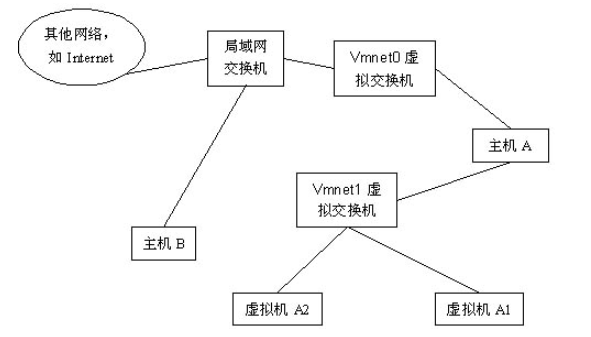 其他网络，
如 Internet
局域网
交换机
Vmnet0 虚
拟交换机
主机 A
Vmnet1 虚
拟交换机
主机 B
虚拟机 A2
虚拟机 A1